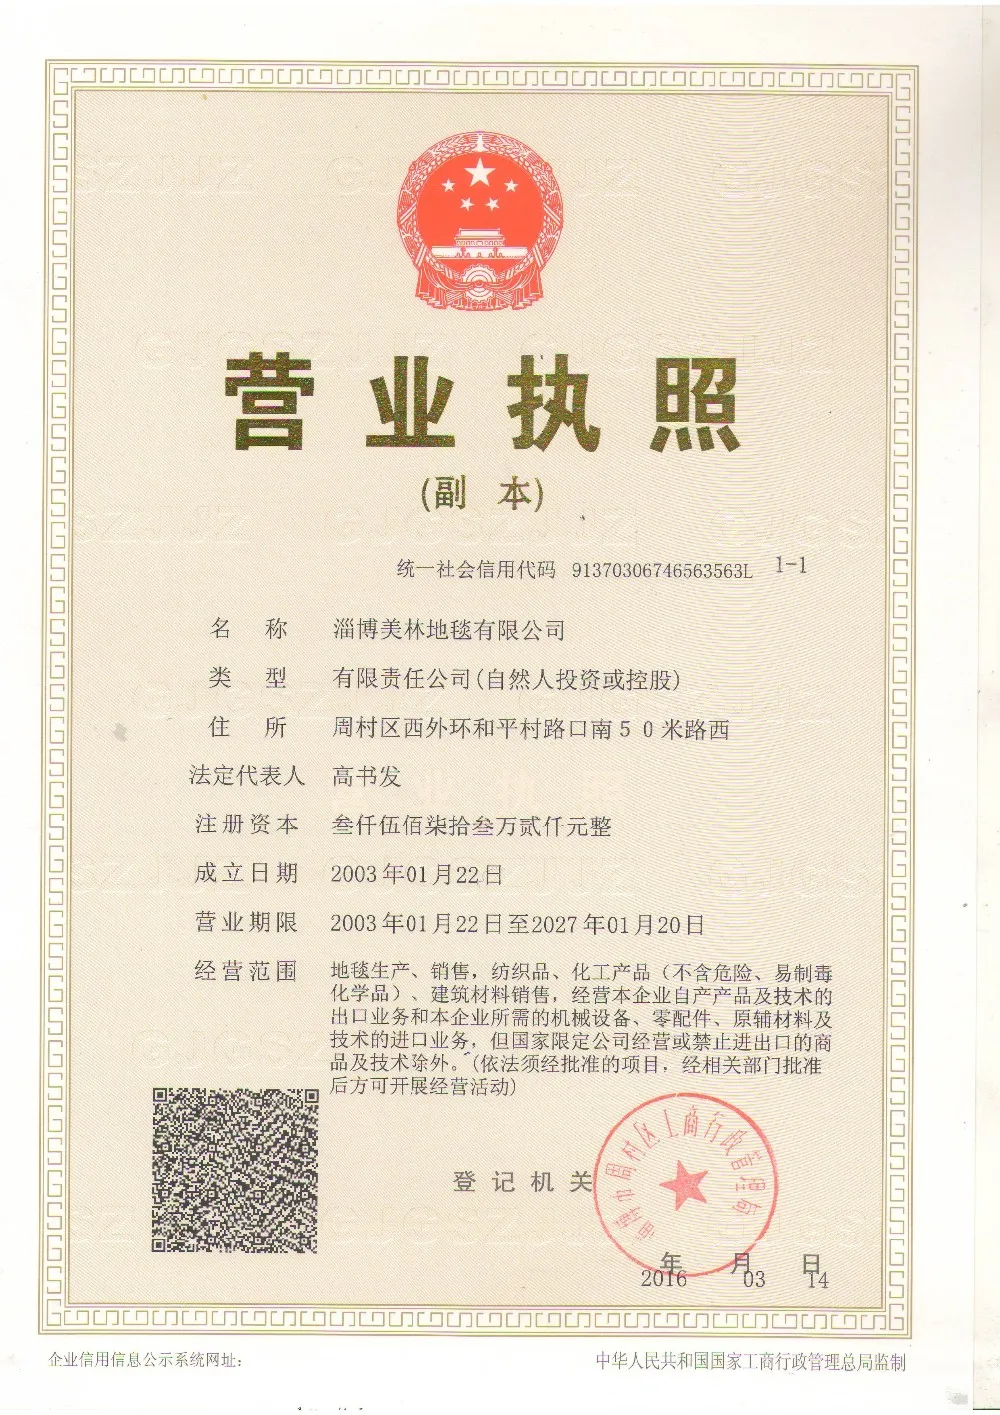 营业执照
(副 本)
统一社会信用代码 91370306746563563L 1-1
名 称 淄博美林地毯有限公司
类 型 有限责任公司(自然人投资或控股)
住 所 周村区西外环和平村路口南50米路西
法定代表人 高书发
注册资本 叁仟伍佰柒拾叁万贰仟元整
成立日期 2003年01月22日
营业期限 2003年01月22日至2027年01月20日
经营范围 地毯生产、销售，纺织品、化工产品（不含危险、易制毒
化学品）、建筑材料销售，经营本企业自产产品及技术的
出口业务和本企业所需的机械设备、零配件、原辅材料及
技术的进口业务，但国家限定公司经营或禁止进出口的商
品及技术除外。(依法须经批准的项目，经相关部门批准
后方可开展经营活动)
淄博市周村区工商行政管理局
登记机关
年 月 日
2016 03 14
企业信用信息公示系统网址：
中华人民共和国国家工商行政管理总局监制